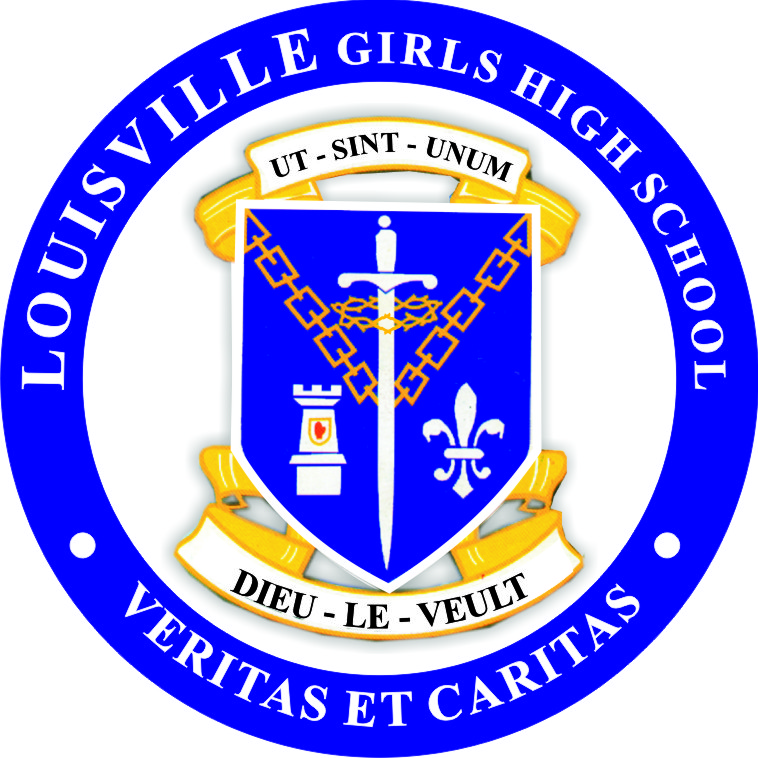 LOUISVILLE GIRLS HIGH SCHOOL
UT - SINT - UNUM
DIEU - LE - VEULT
VERITAS ET CARITAS